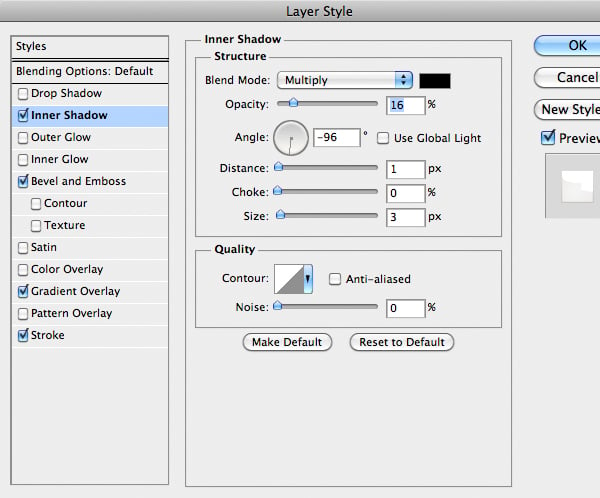 Layer Style
Styles
Blending Options: Default
Drop Shadow
Inner Shadow
Outer Glow
Inner Glow
Bevel and Emboss
Contour
Texture
Satin
Color Overlay
Gradient Overlay
Pattern Overlay
Stroke
Inner Shadow
Structure
Blend Mode: Multiply
Opacity: 16 %
Angle: -96 ° Use Global Light
Distance: 1 px
Choke: 0 %
Size: 3 px
Quality
Contour: Anti-aliased
Noise: 0 %
Make Default Reset to Default
OK
Cancel
New Style
Preview